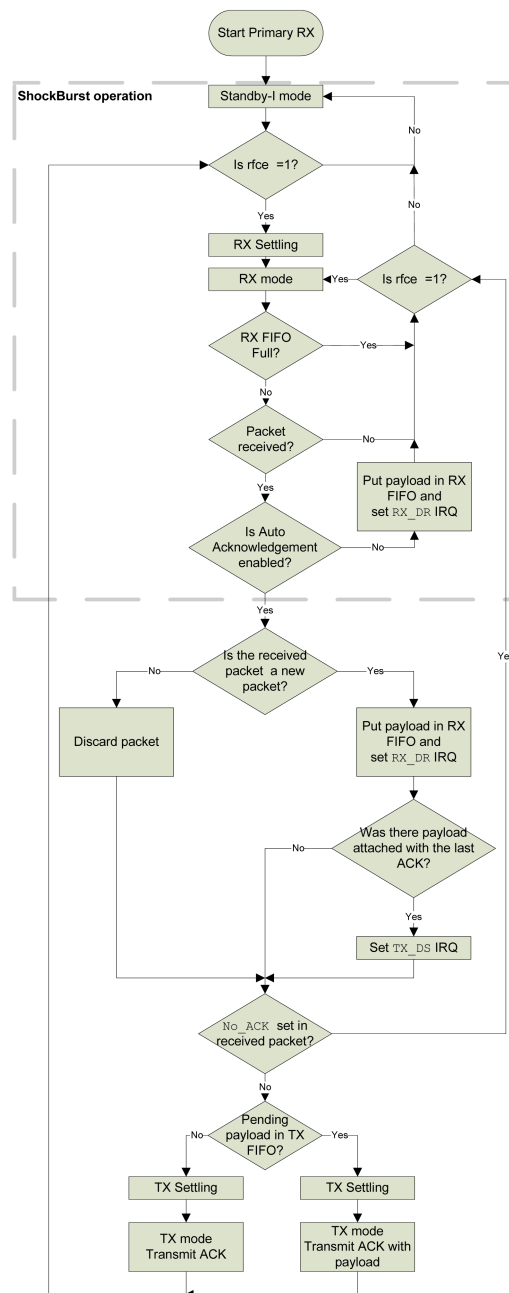 Start Primary RX
ShockBurst operation
Standby-I mode
No
Is rfce =1?
No
Yes
RX Settling
RX mode
Yes
Is rfce =1?
RX FIFO
Full?
Yes
No
Packet
received?
No
Put payload in RX
FIFO and
set RX_DR IRQ
Yes
Is Auto
Acknowledgement
enabled?
No
Yes
Is the received
packet a new
packet?
No
Yes
Ye
Discard packet
Put payload in RX
FIFO and
set RX_DR IRQ
Was there payload
attached with the last
ACK?
No
Yes
Set TX_DS IRQ
No_ACK set in
received packet?
No
Pending
payload in TX
FIFO?
No
Yes
TX Settling
TX Settling
TX mode
Transmit ACK
TX mode
Transmit ACK with
payload